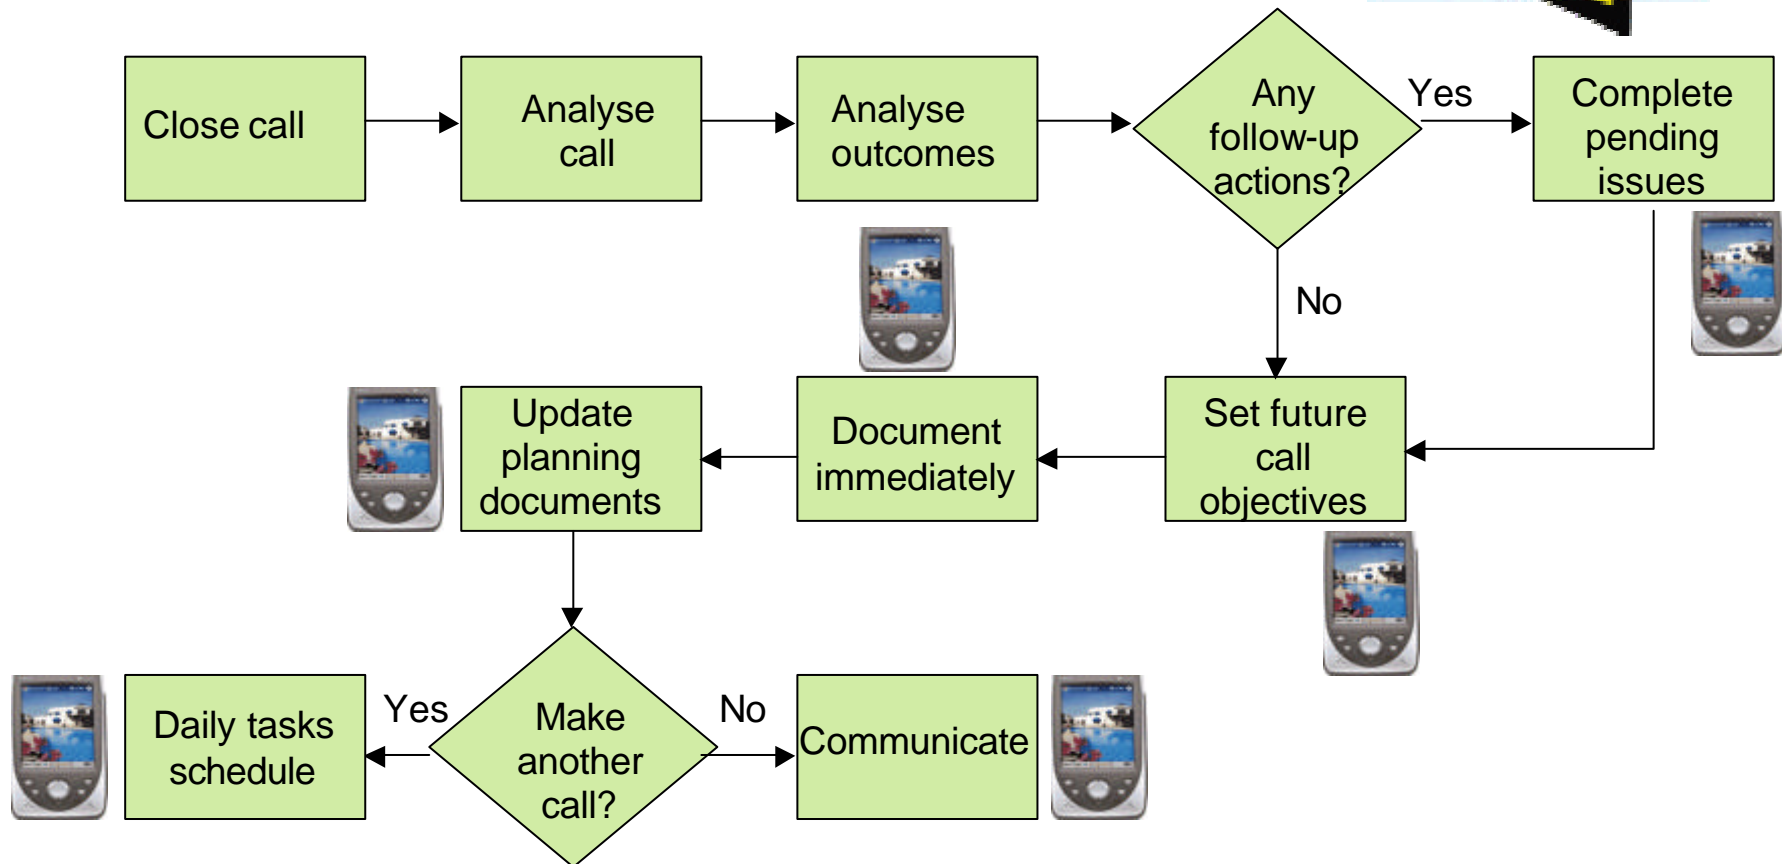 Close call
Analyse
call
Analyse
outcomes
Any
follow-up
actions?
Yes
Complete
pending
issues
No
Set future
call
objectives
Document
immediately
Update
planning
documents
Make
another
call?
Yes
Daily tasks
schedule
No
Communicate